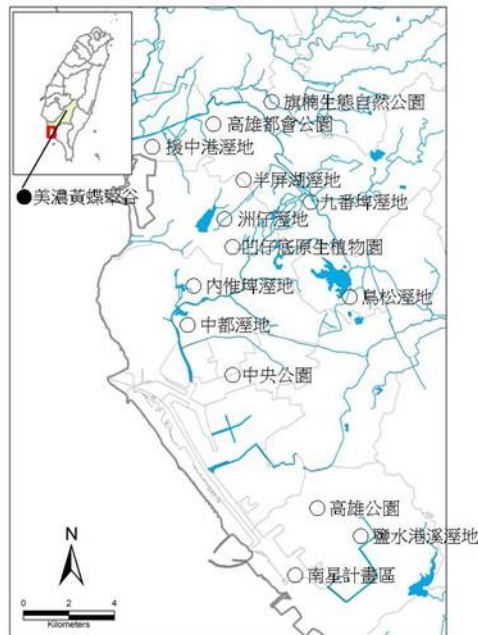 旗楠生態自然公園
高雄都會公園
援中港溼地
半屏湖溼地
●美濃黃蝶翠谷
九番埤溼地
洲仔溼地
凹仔底原生植物園
內惟埤溼地
鳥松溼地
中都溼地
中央公園
高雄公園
鹽水港溪溼地
N
南星計畫區
0 2 4
Kilometers